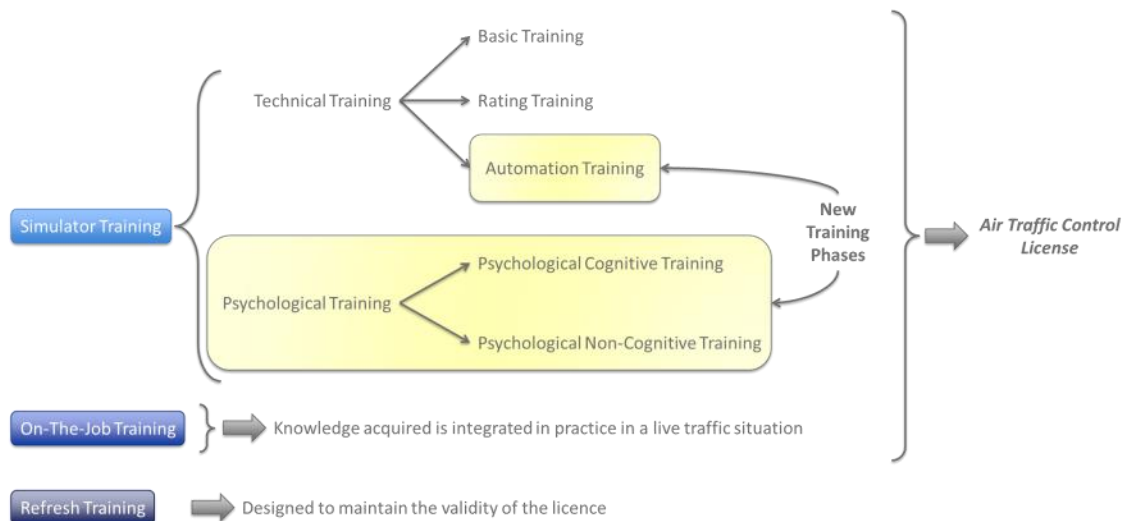 Basic Training
Technical Training
Rating Training
Automation Training
Simulator Training
New
Training
Phases
Air Traffic Control
License
Psychological Cognitive Training
Psychological Training
Psychological Non-Cognitive Training
On-The-Job Training
Knowledge acquired is integrated in practice in a live traffic situation
Refresh Training
Designed to maintain the validity of the licence